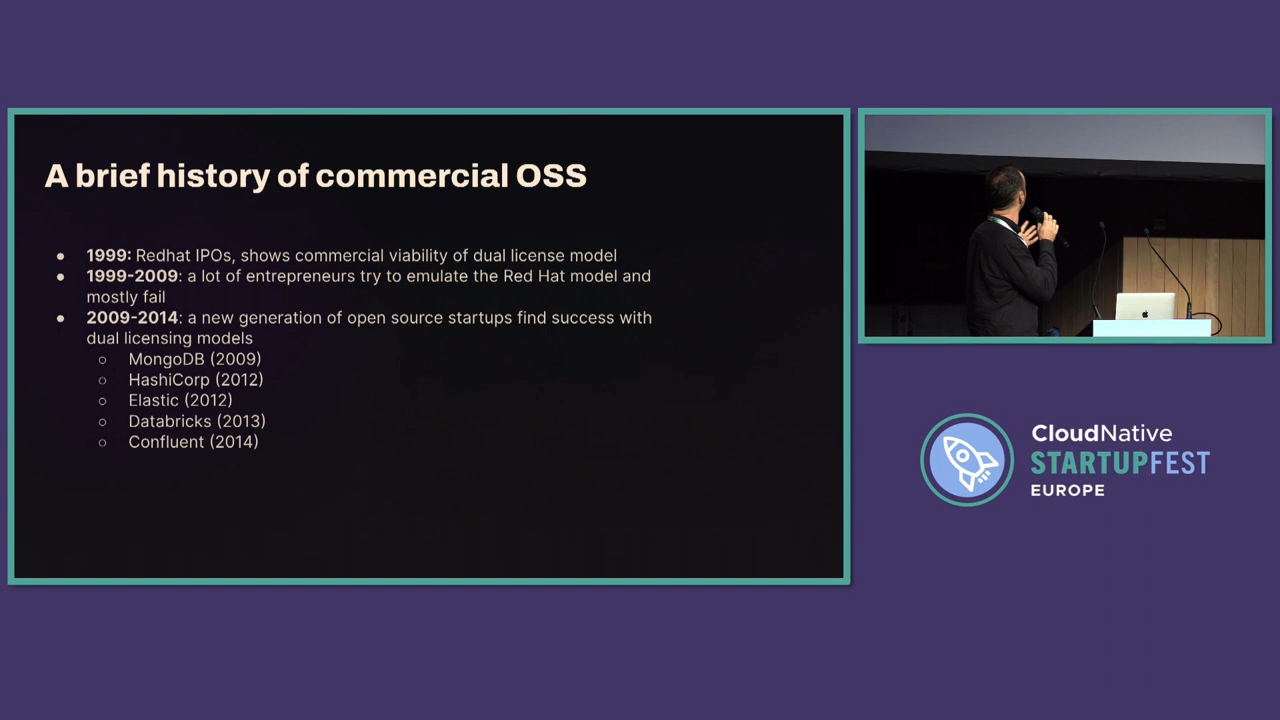 A brief history of commercial OSS
● 1999: Redhat IPOs, shows commercial viability of dual license model
● 1999-2009: a lot of entrepreneurs try to emulate the Red Hat model and
mostly fail
● 2009-2014: a new generation of open source startups find success with
dual licensing models
○ MongoDB (2009)
○ HashiCorp (2012)
○ Elastic (2012)
○ Databricks (2013)
○ Confluent (2014)
CloudNative
STARTUPFEST
EUROPE